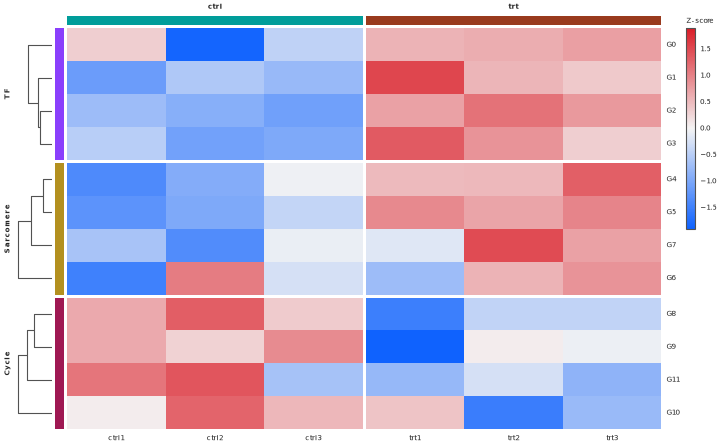 ctrl
trt
Z-score
TF
G0
G1
G2
G3
1.5
1.0
0.5
0.0
−0.5
−1.0
−1.5
Sarcomere
G4
G5
G7
G6
Cycle
G8
G9
G11
G10
ctrl1
ctrl2
ctrl3
trt1
trt2
trt3